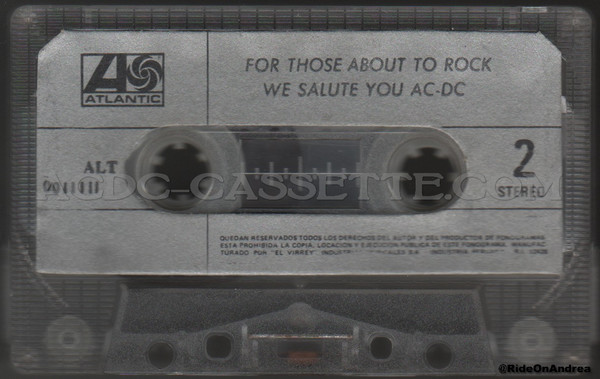 ATLANTIC
FOR THOSE ABOUT TO ROCK
WE SALUTE YOU AC-DC
ALT
2
STEREO
ACDC-CASSETTE.COM
QUEDAN RESERVADOS TODOS LOS DERECHOS DEL AUTOR Y DEL PRODUCTOR DE FONOGRAMAS
ESTA PROHIBIDA LA COPIA, LOCACION Y EJECUCION PUBLICA DE ESTE FONOGRAMA. MANUFAC-
TURADO POR "EL VIRREY"
@RideOnAndrea